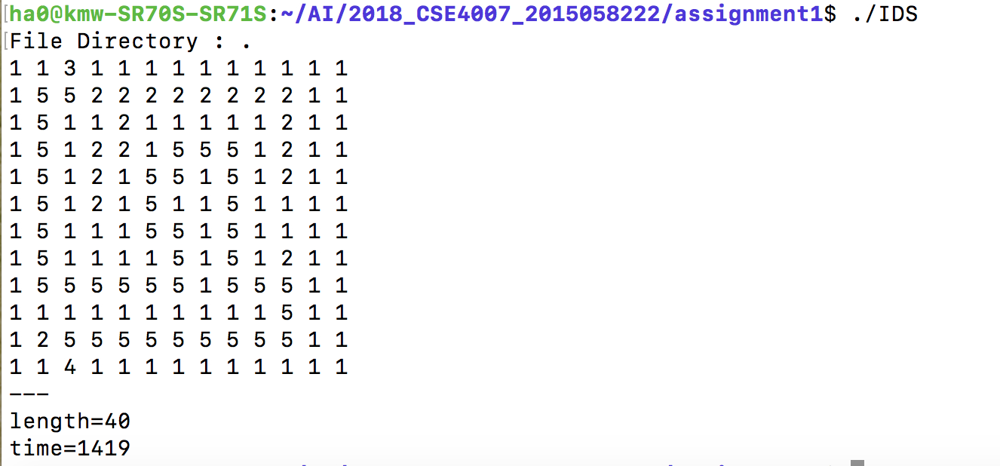 ha0@kmw-SR70S-SR71S:~/AI/2018_CSE4007_2015058222/assignment1$ ./IDS
File Directory : .
1 1 3 1 1 1 1 1 1 1 1 1 1
1 5 5 2 2 2 2 2 2 2 2 1 1
1 5 1 1 2 1 1 1 1 1 2 1 1
1 5 1 2 2 1 5 5 5 1 2 1 1
1 5 1 2 1 5 5 1 5 1 2 1 1
1 5 1 2 1 5 1 1 5 1 1 1 1
1 5 1 1 1 5 5 1 5 1 1 1 1
1 5 1 1 1 1 5 1 5 1 2 1 1
1 5 5 5 5 5 5 1 5 5 5 1 1
1 1 1 1 1 1 1 1 1 1 5 1 1
1 2 5 5 5 5 5 5 5 5 5 1 1
1 1 4 1 1 1 1 1 1 1 1 1 1
---
length=40
time=1419